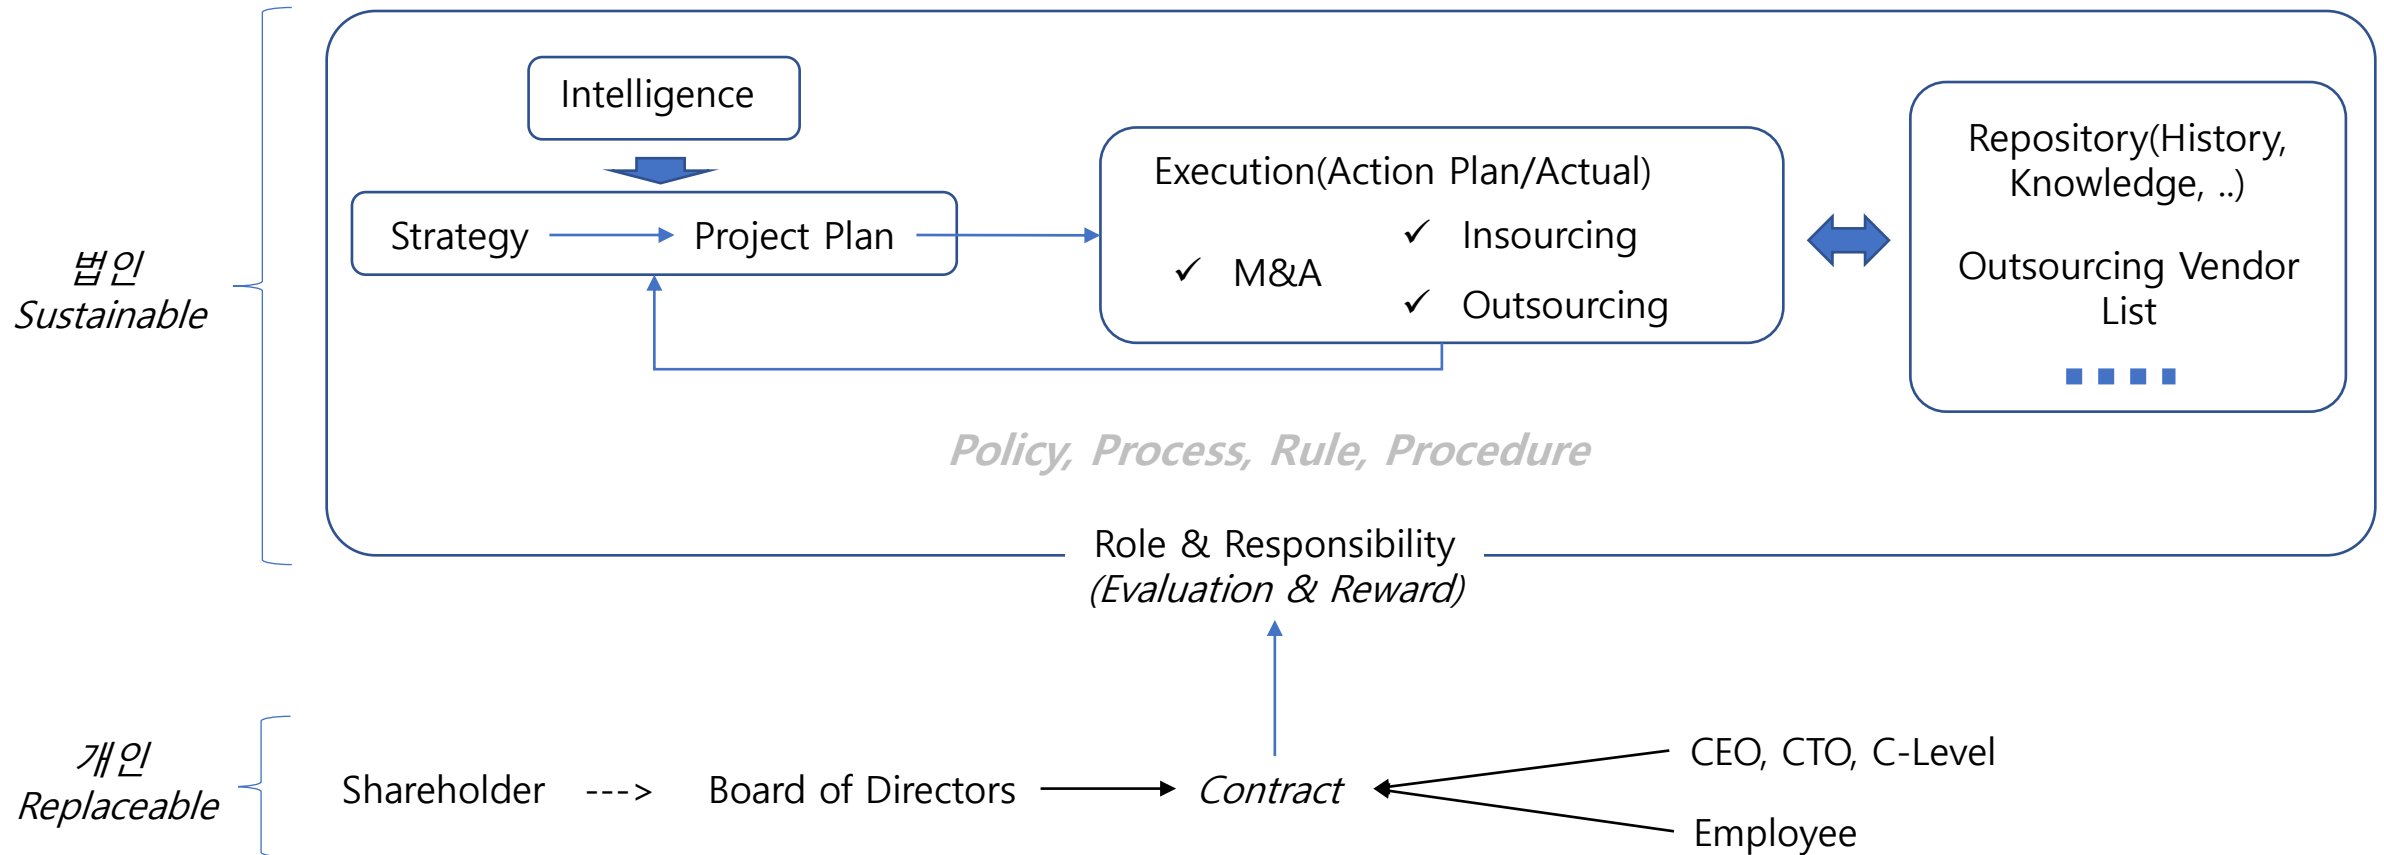 Intelligence
Strategy
Project Plan
Execution(Action Plan/Actual)
✓ M&A
✓ Insourcing
✓ Outsourcing
Repository(History,
Knowledge, ..)
Outsourcing Vendor
List
법인
Sustainable
Policy, Process, Rule, Procedure
Role & Responsibility
(Evaluation & Reward)
개인
Replaceable
Shareholder --->
Board of Directors
Contract
CEO, CTO, C-Level
Employee